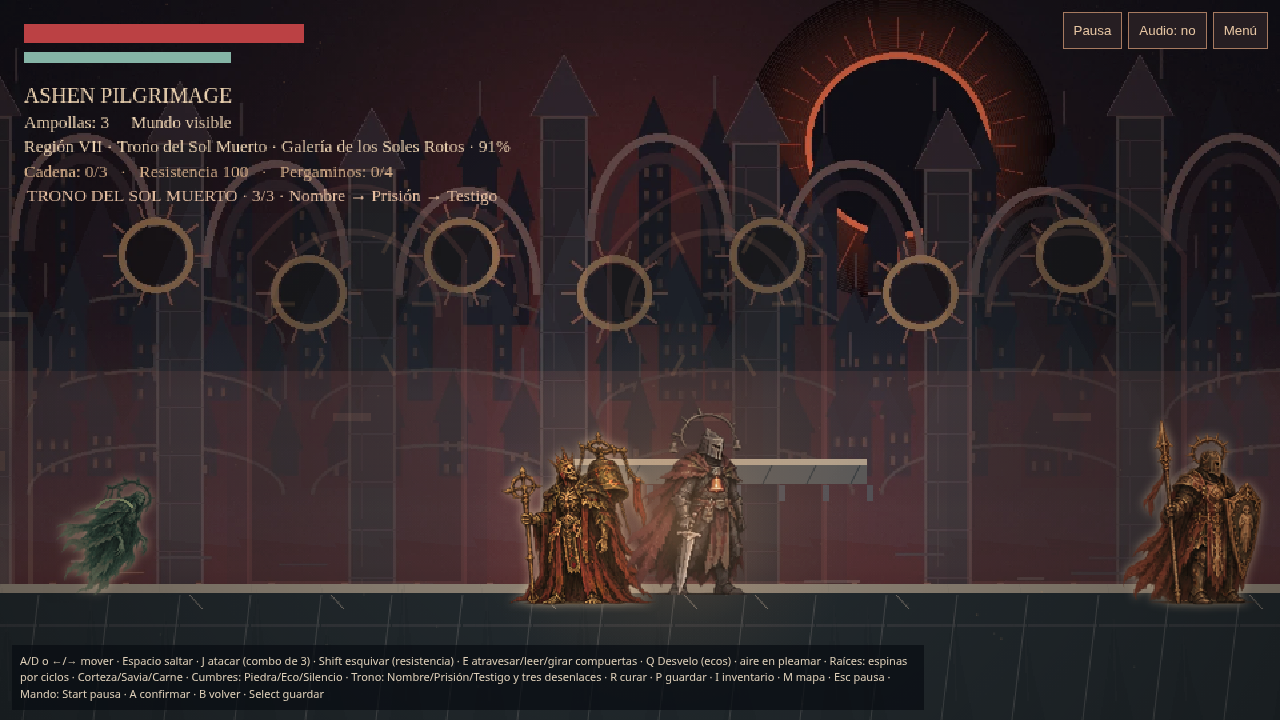 Pausa
Audio: no
Menú
ASHEN PILGRIMAGE
Ampollas: 3 Mundo visible
Región VII · Trono del Sol Muerto · Galería de los Soles Rotos · 91%
Cadena: 0/3 · Resistencia 100 · Pergaminos: 0/4
TRONO DEL SOL MUERTO · 3/3 · Nombre → Prisión → Testigo
A/D o ←/→ mover · Espacio saltar · J atacar (combo de 3) · Shift esquivar (resistencia) · E atravesar/leer/girar compuertas · Q Desvelo (ecos) · aire en pleamar · Raíces: espinas
por ciclos · Corteza/Savia/Carne · Cumbres: Piedra/Eco/Silencio · Trono: Nombre/Prisión/Testigo y tres desenlaces · R curar · P guardar · I inventario · M mapa · Esc pausa ·
Mando: Start pausa · A confirmar · B volver · Select guardar